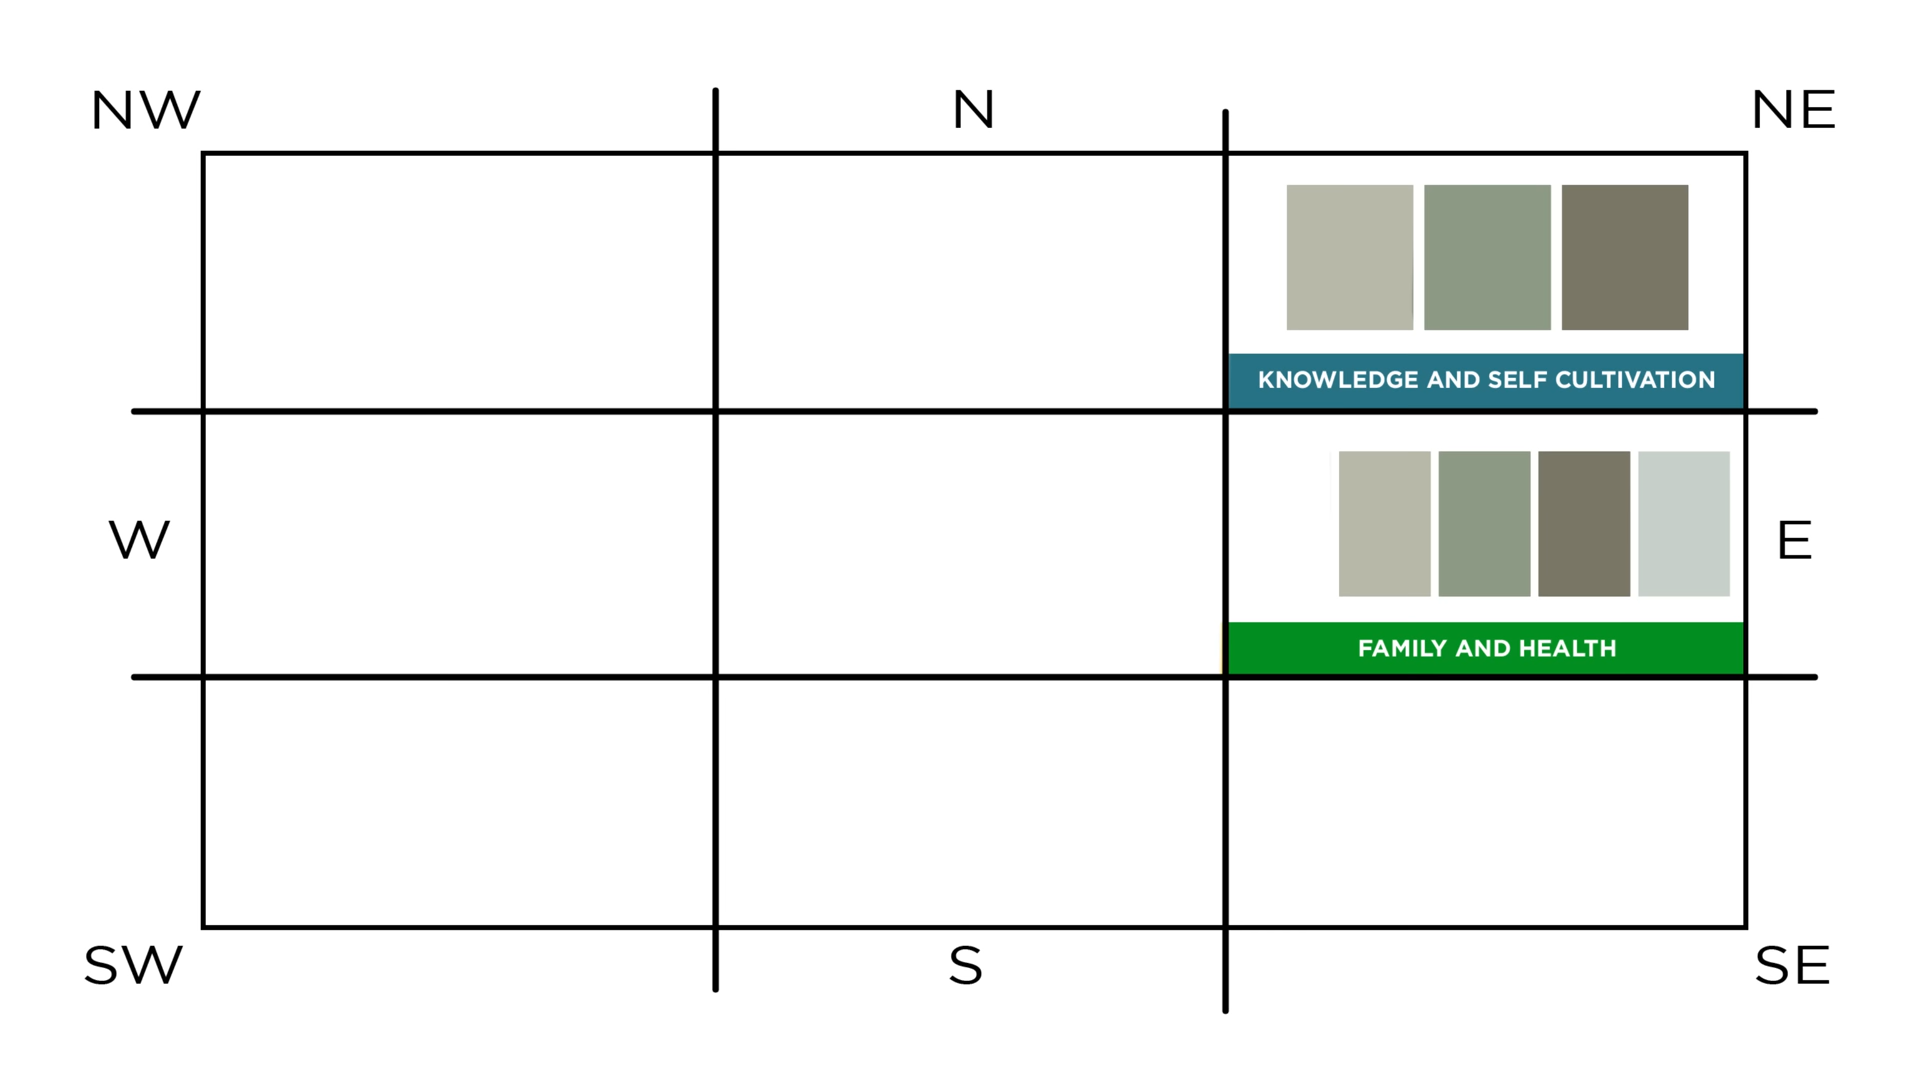 NW
N
NE
KNOWLEDGE AND SELF CULTIVATION
W
E
FAMILY AND HEALTH
SW
S
SE